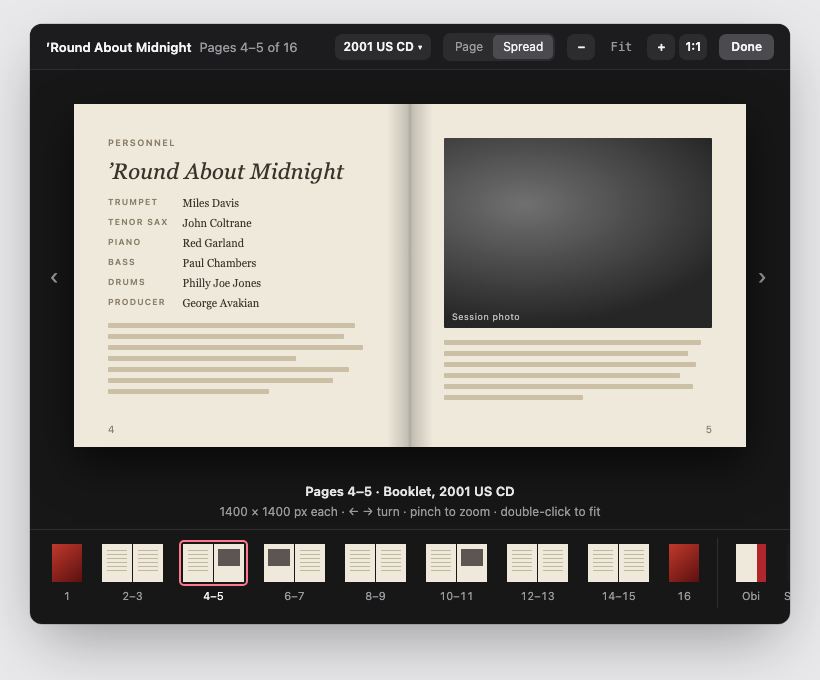 ’Round About Midnight Pages 4–5 of 16 2001 US CD ▾ Page Spread − Fit + 1:1 Done
PERSONNEL
’Round About Midnight
TRUMPET Miles Davis
TENOR SAX John Coltrane
PIANO Red Garland
BASS Paul Chambers
DRUMS Philly Joe Jones
PRODUCER George Avakian
4
Session photo
5
‹ ›
Pages 4–5 · Booklet, 2001 US CD
1400 × 1400 px each · ← → turn · pinch to zoom · double-click to fit
1 2–3 4–5 6–7 8–9 10–11 12–13 14–15 16 Obi